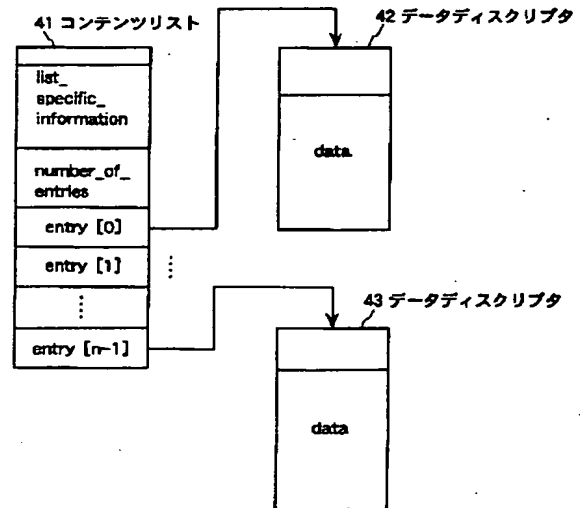 41 コンテンツリスト
list_
specific_
information
number_of_
entries
entry [0]
entry [1]
entry [n-1]
42 データディスクリプタ
data
43 データディスクリプタ
data